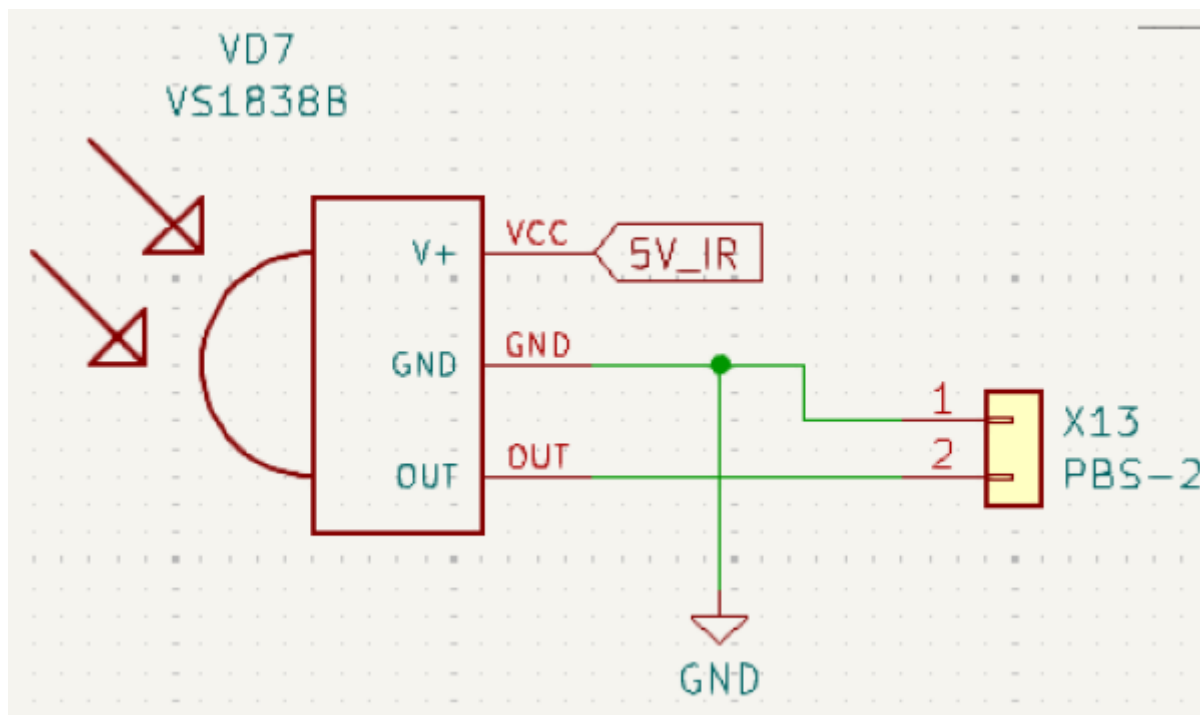 VD7
VS1838B
V+
VCC
5V_IR
GND
GND
OUT
OUT
1
2
X13
PBS-2
GND